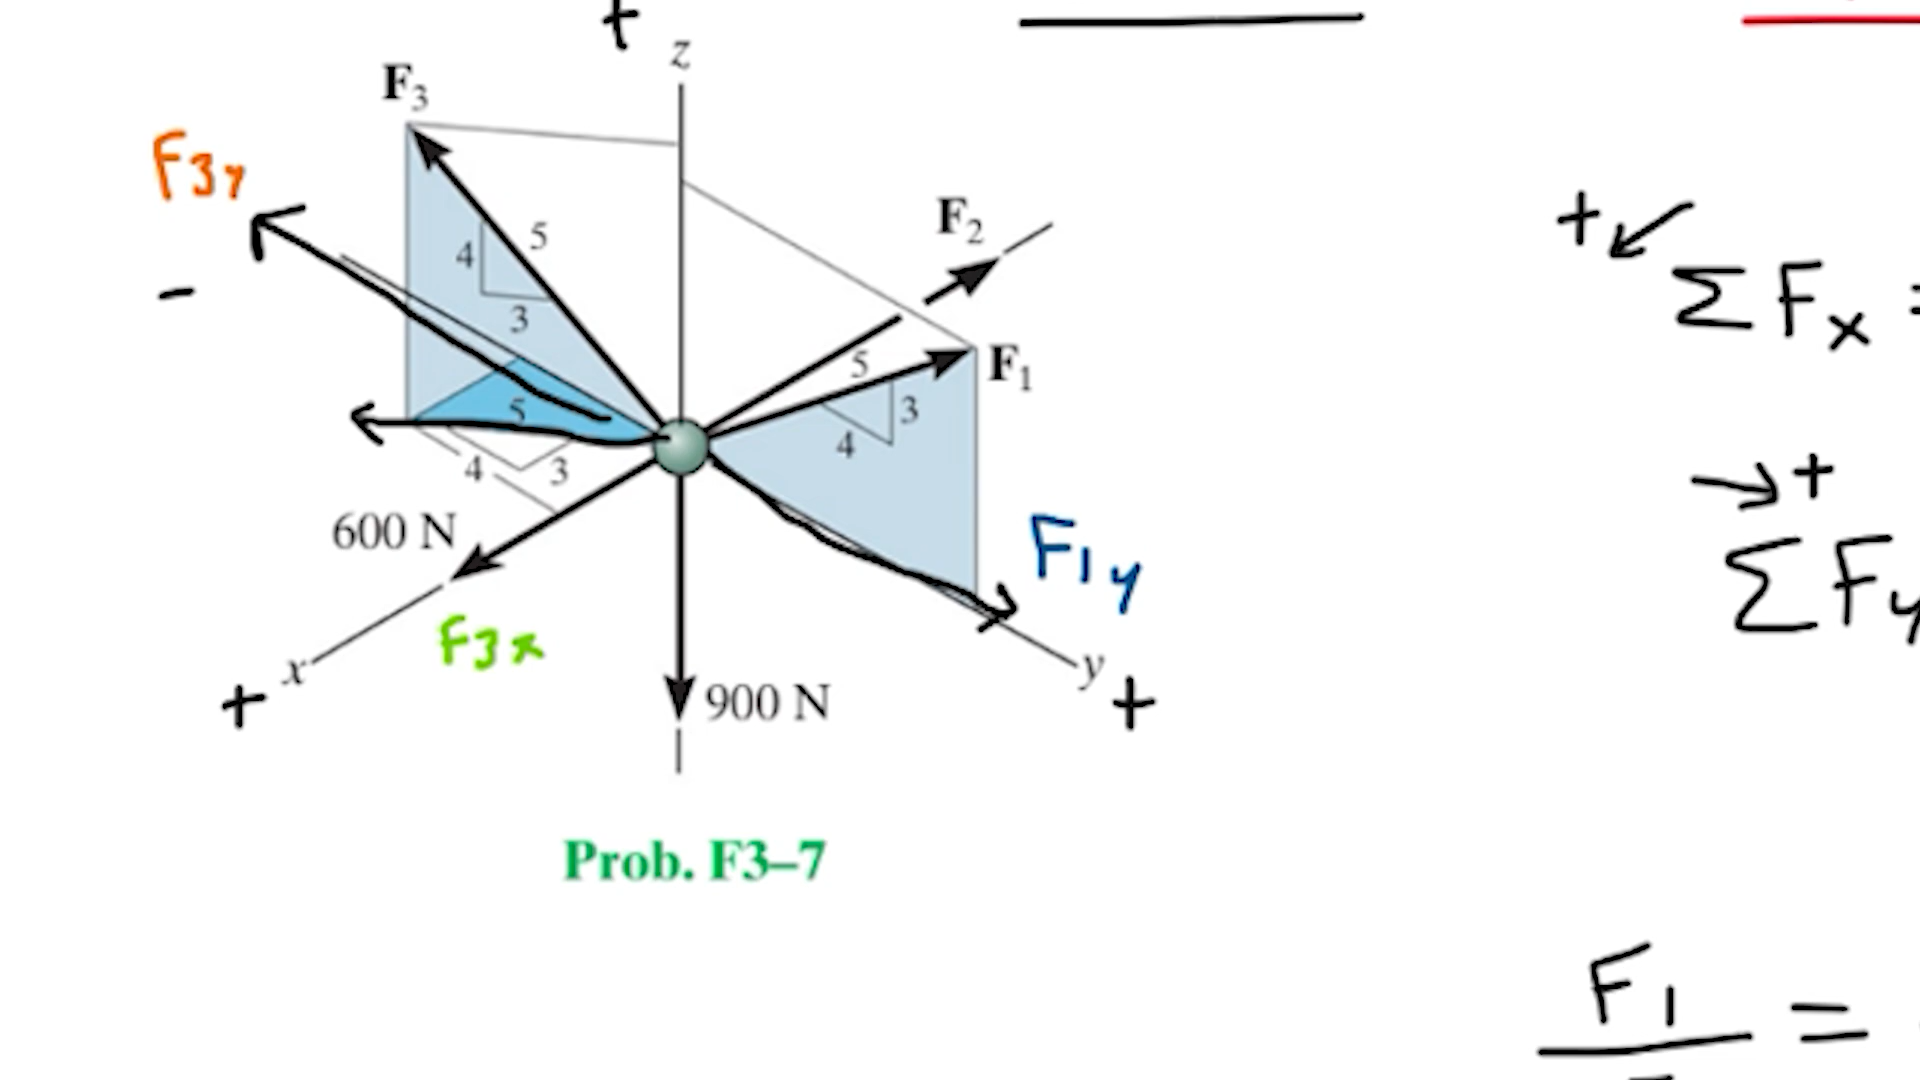 +
z
F3
F3y
-
5
4
3
F2
+
ΣFx =
5
F1
3
4
5
4
3
600 N
→ +
ΣFy
F1y
F3x
x
+
900 N
y
+
Prob. F3–7
F1 =